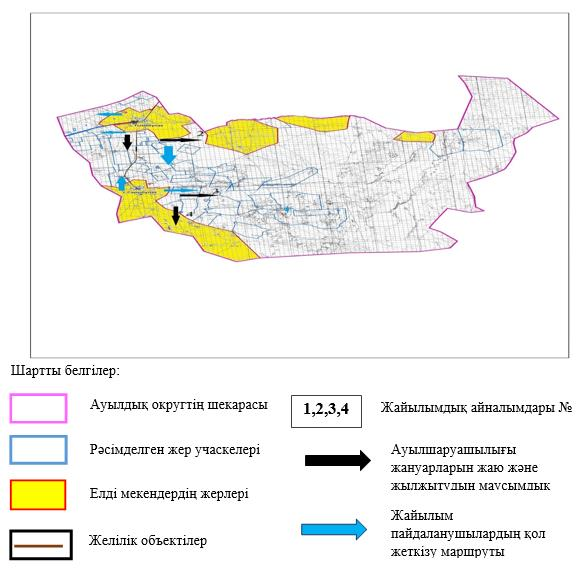 Шартты белгілер:
Ауылдық округтің шекарасы
Рәсімделген жер учаскелері
Елді мекендердің жерлері
Желілік объектілер
1,2,3,4
Жайылымдық айналымдары №
Ауылшаруашылығы
жануарларын жаю және
жылжытудың маусымдық
Жайылым
пайдаланушылардың қол
жеткізу маршруты